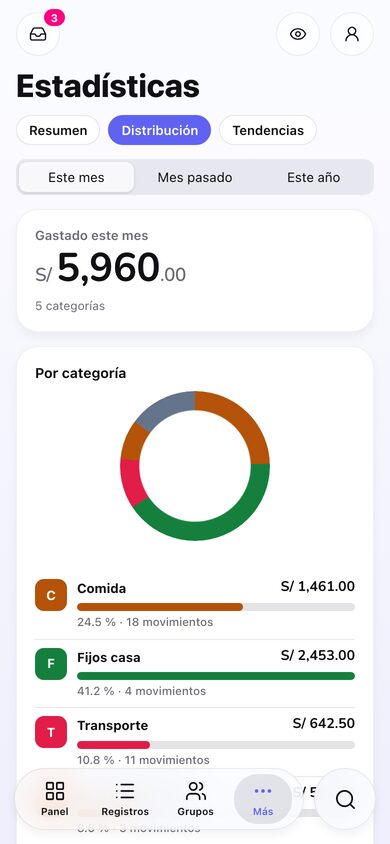 3
Estadísticas
Resumen Distribución Tendencias
Este mes Mes pasado Este año
Gastado este mes
S/ 5,960.00
5 categorías
Por categoría
C Comida S/ 1,461.00
24.5 % · 18 movimientos
F Fijos casa S/ 2,453.00
41.2 % · 4 movimientos
T Transporte S/ 642.50
10.8 % · 11 movimientos
S/ 5
Panel Registros Grupos Más
movimientos